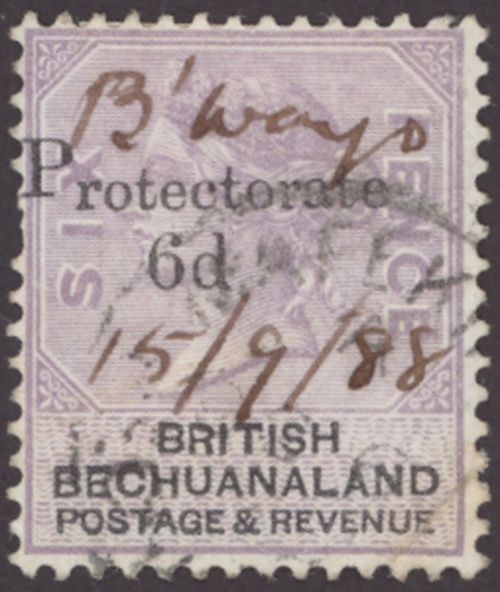 B'wayo
SIX PENCE
Protectorate
6d
15/9/88
BRITISH
BECHUANALAND
POSTAGE & REVENUE